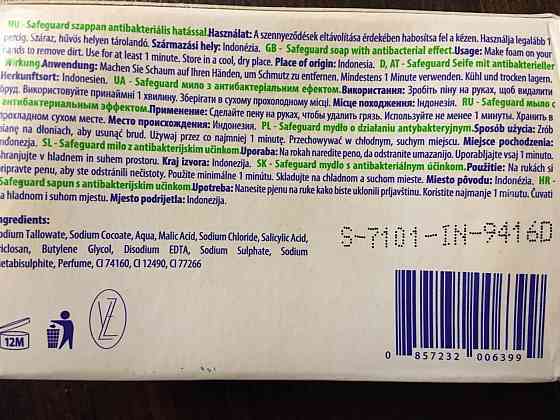 HU - Safeguard szappan antibakteriális hatással. Használat: A szennyeződések eltávolítása érdekében habosítsa fel a kézen. Használja legalább 1
percig. Száraz, hűvös helyen tárolandó. Származási hely: Indonézia. GB - Safeguard soap with antibacterial effect. Usage: Make foam on your
hands to remove dirt. Use for at least 1 minute. Store in a cool, dry place. Place of origin: Indonesia. D, AT - Safeguard Seife mit antibakterieller
Wirkung Anwendung: Machen Sie Schaum auf Ihren Händen, um Schmutz zu entfernen. Mindestens 1 Minute verwenden. Kühl und trocken lagern.
Herkunftsort: Indonesien. UA - Safeguard мило з антибактеріальним ефектом. Використання: Зробіть піну на руках, щоб видалити
бруд. Використовуйте принаймні 1 хвилину. Зберігати в сухому прохолодному місці. Місце походження: Індонезія. RU - Safeguard мыло
антибактериальным эффектом. Применение: Сделайте пену на руках, чтобы удалить грязь. Используйте не менее 1 минуты. Хранить в
прохладном сухом месте. Место происхождения: Индонезия. PL - Safeguard mydło o działaniu antybakteryjnym. Sposób użycia: Zrób
pianę na dłoniach, aby usunąć brud. Używaj przez co najmniej 1 minutę. Przechowywać w chłodnym, suchym miejscu. Miejsce pochodzenia:
Indonezja. SL - Safeguard milo z antibakterijskim učinkom. Uporaba: Na rokah naredite peno, da odstranite umazanijo. Uporabljajte vsaj 1 minuto.
Shranjujte v hladnem in suhem prostoru. Kraj izvora: Indonezija. SK - Safeguard mydlo s antibakteriálnym účinkom. Použitie: Na rukách si
pripravte penu, aby ste odstránili nečistoty. Použite minimálne 1 minútu. Skladujte na chladnom a suchom mieste. Miesto pôvodu: Indonézia. HR -
Safeguard sapun s antibakterijskim učinkom. Upotreba: Nanesite pjenu na ruke kako biste uklonili prljavštinu. Koristite najmanje 1 minutu. Čuvati
na hladnom i suhom mjestu. Mjesto podrijetla: Indonezija.
Ingredients:
Sodium Tallowate, Sodium Cocoate, Aqua, Malic Acid, Sodium Chloride, Salicylic Acid,
Triclosan, Butylene Glycol, Disodium EDTA, Sodium Sulphate, Sodium
Metabisulphite, Perfume, CI 74160, CI 12490, CI 77266
S-7101-IN-9416D
12M
VZ
0 857232 006399